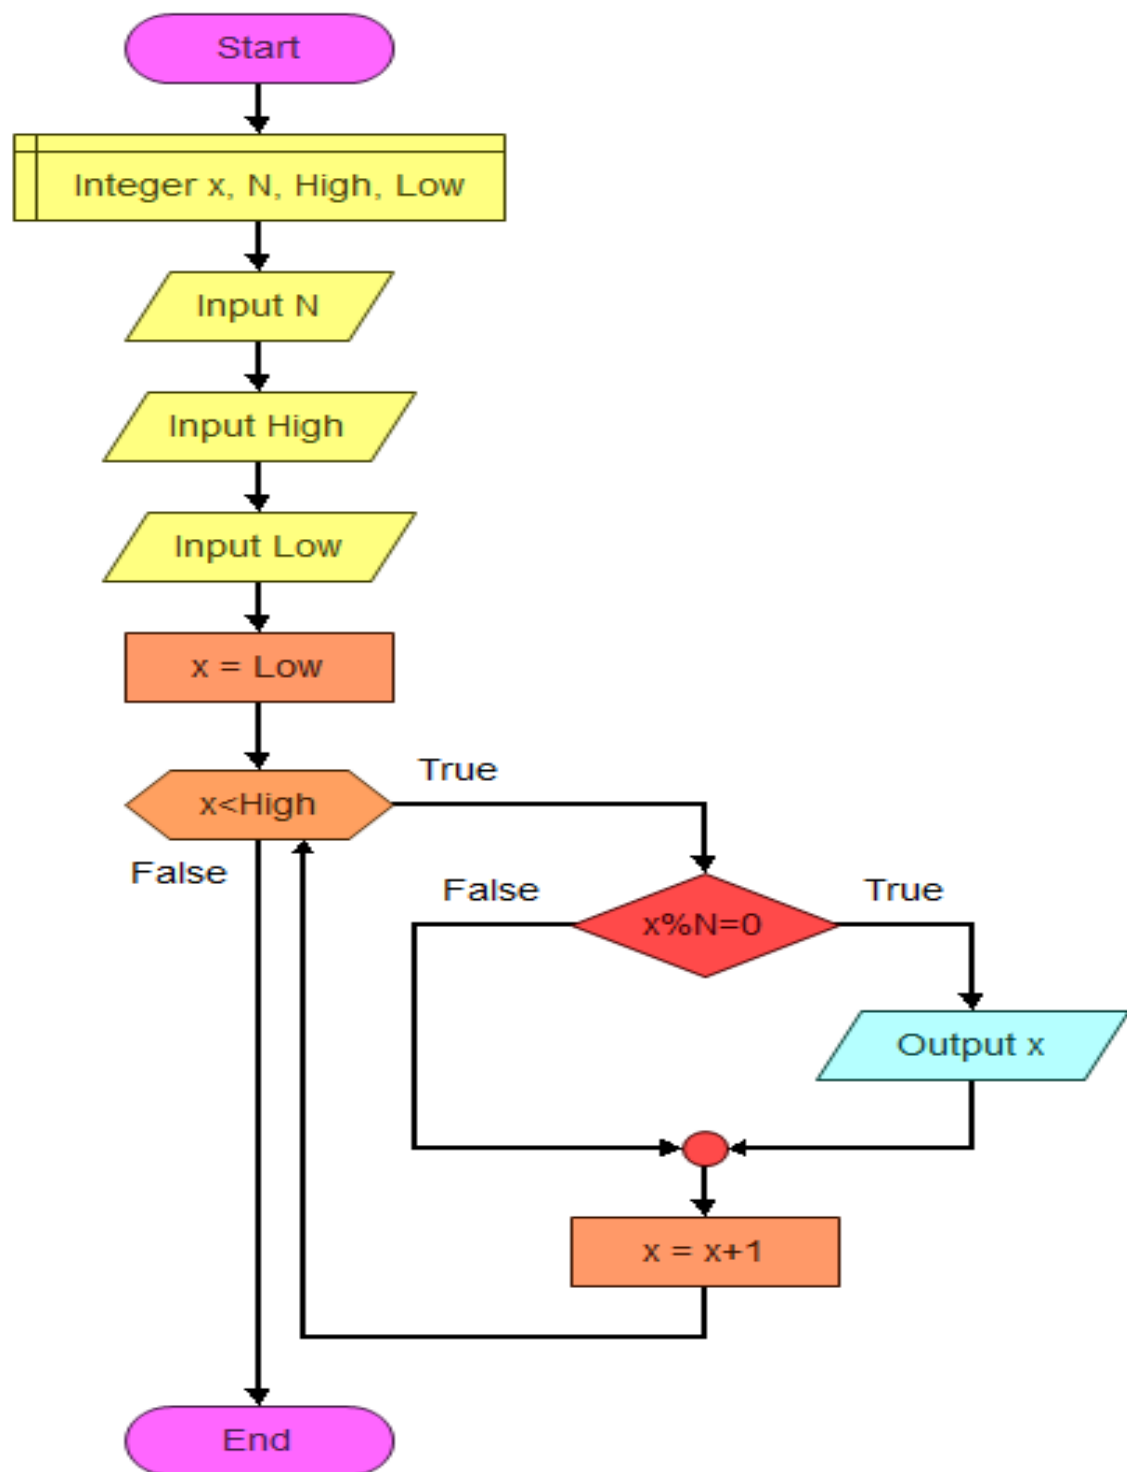 Start
Integer x, N, High, Low
Input N
Input High
Input Low
x = Low
x<High
True
False
x%N=0
False
True
Output x
x = x+1
End